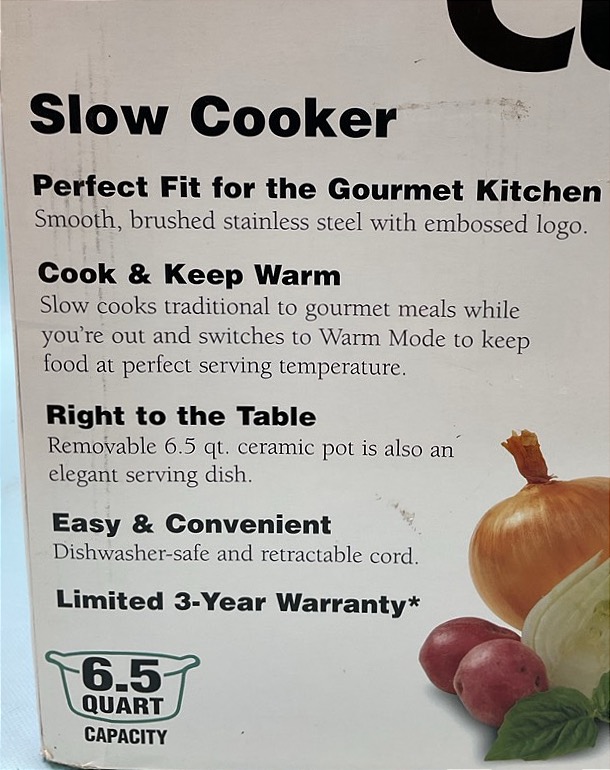 Slow Cooker
Perfect Fit for the Gourmet Kitchen
Smooth, brushed stainless steel with embossed logo.
Cook & Keep Warm
Slow cooks traditional to gourmet meals while
you're out and switches to Warm Mode to keep
food at perfect serving temperature.
Right to the Table
Removable 6.5 qt. ceramic pot is also an
elegant serving dish.
Easy & Convenient
Dishwasher-safe and retractable cord.
Limited 3-Year Warranty*
6.5
QUART
CAPACITY